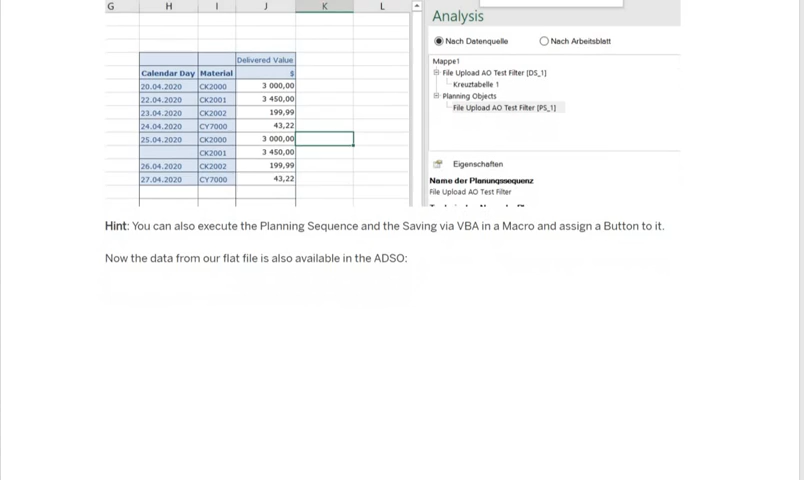 G H I J K L
Analysis
Nach Datenquelle Nach Arbeitsblatt
Delivered Value
Mappe1
Calendar Day Material $
File Upload AO Test Filter [DS_1]
20.04.2020 CK2000 3 000,00
Kreuztabelle 1
22.04.2020 CK2001 3 450,00
Planning Objects
23.04.2020 CK2002 199,99
File Upload AO Test Filter [PS_1]
24.04.2020 CY7000 43,22
25.04.2020 CK2000 3 000,00
CK2001 3 450,00
26.04.2020 CK2002 199,99
27.04.2020 CY7000 43,22
Eigenschaften
Name der Planungssequenz
File Upload AO Test Filter
Hint: You can also execute the Planning Sequence and the Saving via VBA in a Macro and assign a Button to it.
Now the data from our flat file is also available in the ADSO: